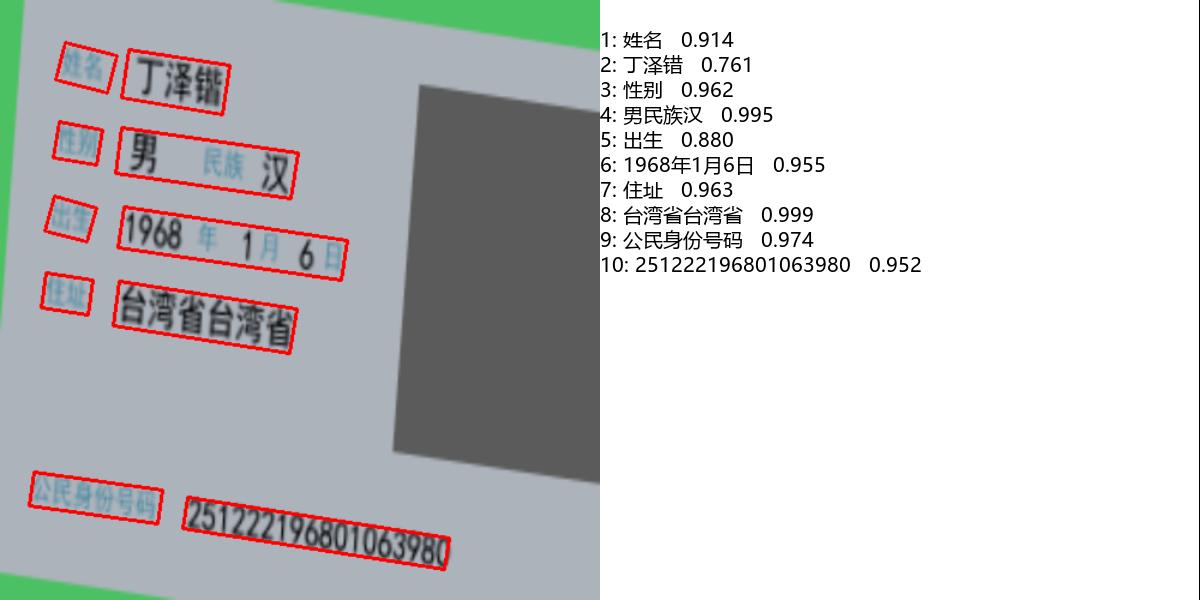 姓名 丁泽锴
性别 男 民族 汉
出生 1968 年 1 月 6 日
住址 台湾省台湾省
公民身份号码 251222196801063980
1: 姓名 0.914
2: 丁泽错 0.761
3: 性别 0.962
4: 男民族汉 0.995
5: 出生 0.880
6: 1968年1月6日 0.955
7: 住址 0.963
8: 台湾省台湾省 0.999
9: 公民身份号码 0.974
10: 251222196801063980 0.952